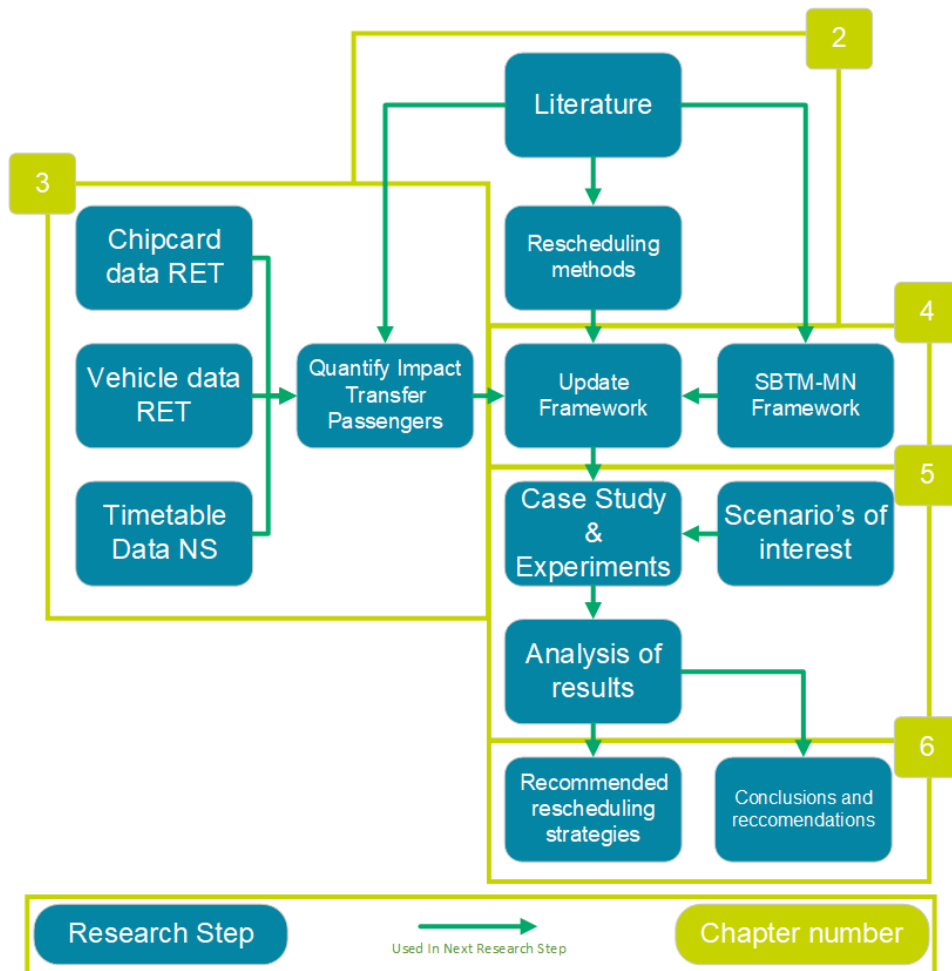 2
Literature
3
Chipcard
data RET
Rescheduling
methods
4
Vehicle data
RET
Quantify Impact
Transfer
Passengers
Update
Framework
SBTM-MN
Framework
5
Timetable
Data NS
Case Study
&
Experiments
Scenario's of
interest
Analysis of
results
6
Recommended
rescheduling
strategies
Conclusions and
reccomendations
Research Step
Used In Next Research Step
Chapter number